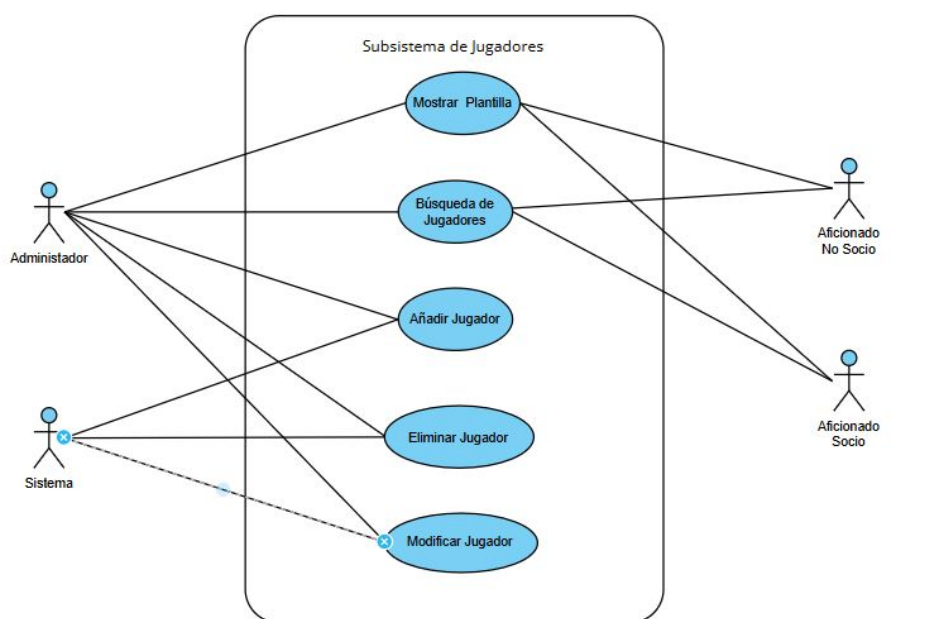 Subsistema de Jugadores
Mostrar Plantilla
Búsqueda de
Jugadores
Añadir Jugador
Eliminar Jugador
Modificar Jugador
Administador
Sistema
Aficionado
No Socio
Aficionado
Socio